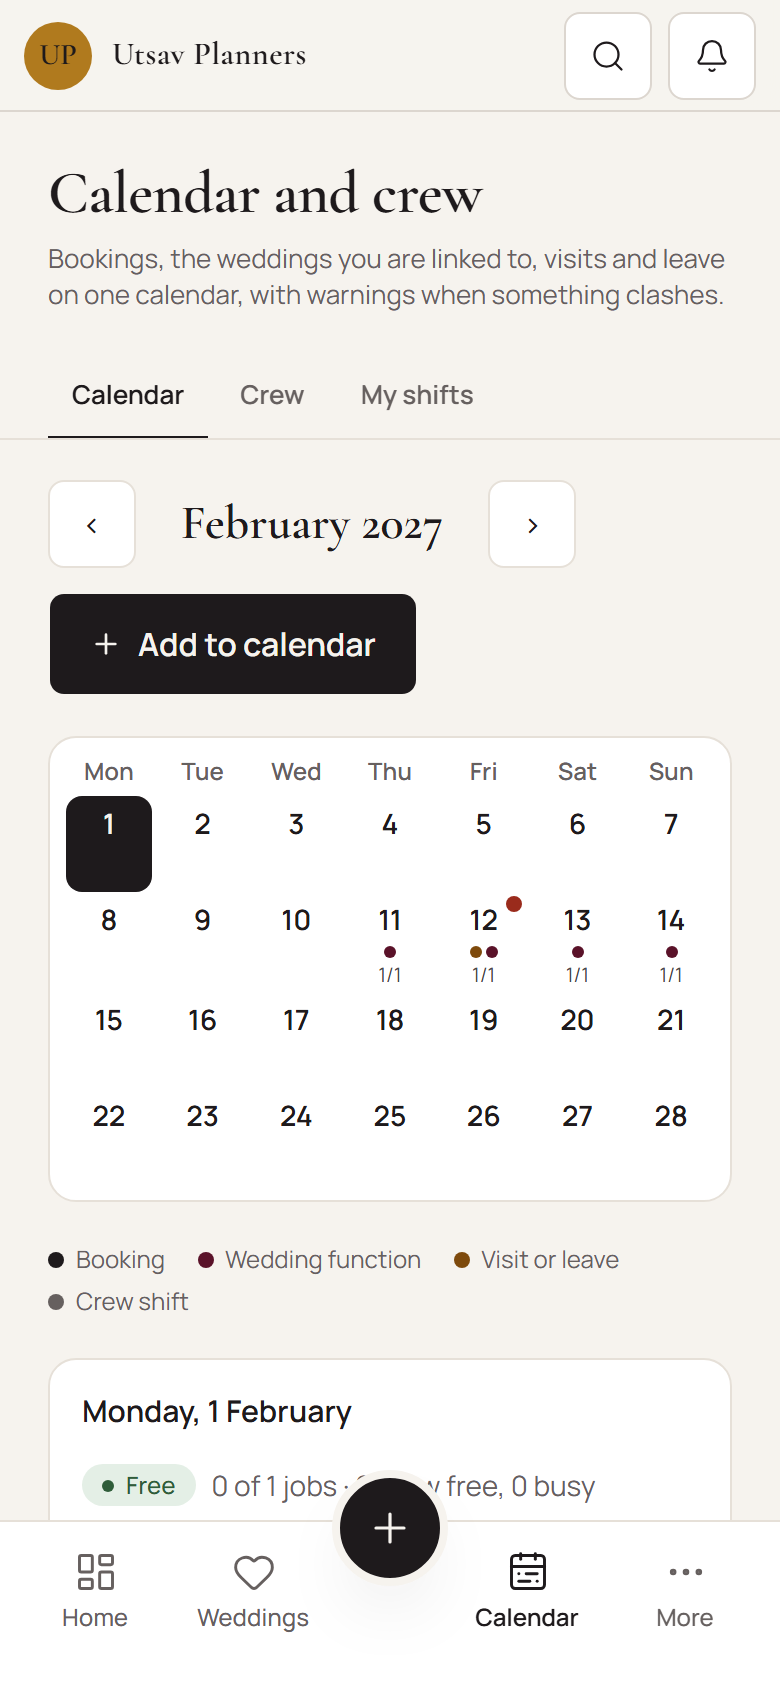 UP Utsav Planners
Calendar and crew
Bookings, the weddings you are linked to, visits and leave
on one calendar, with warnings when something clashes.
Calendar Crew My shifts
‹ February 2027 ›
+ Add to calendar
Mon Tue Wed Thu Fri Sat Sun
1 2 3 4 5 6 7
8 9 10 11 12 13 14
1/1 1/1 1/1 1/1
15 16 17 18 19 20 21
22 23 24 25 26 27 28
Booking Wedding function Visit or leave
Crew shift
Monday, 1 February
Free 0 of 1 jobs · free, 0 busy
+
Home Weddings Calendar More